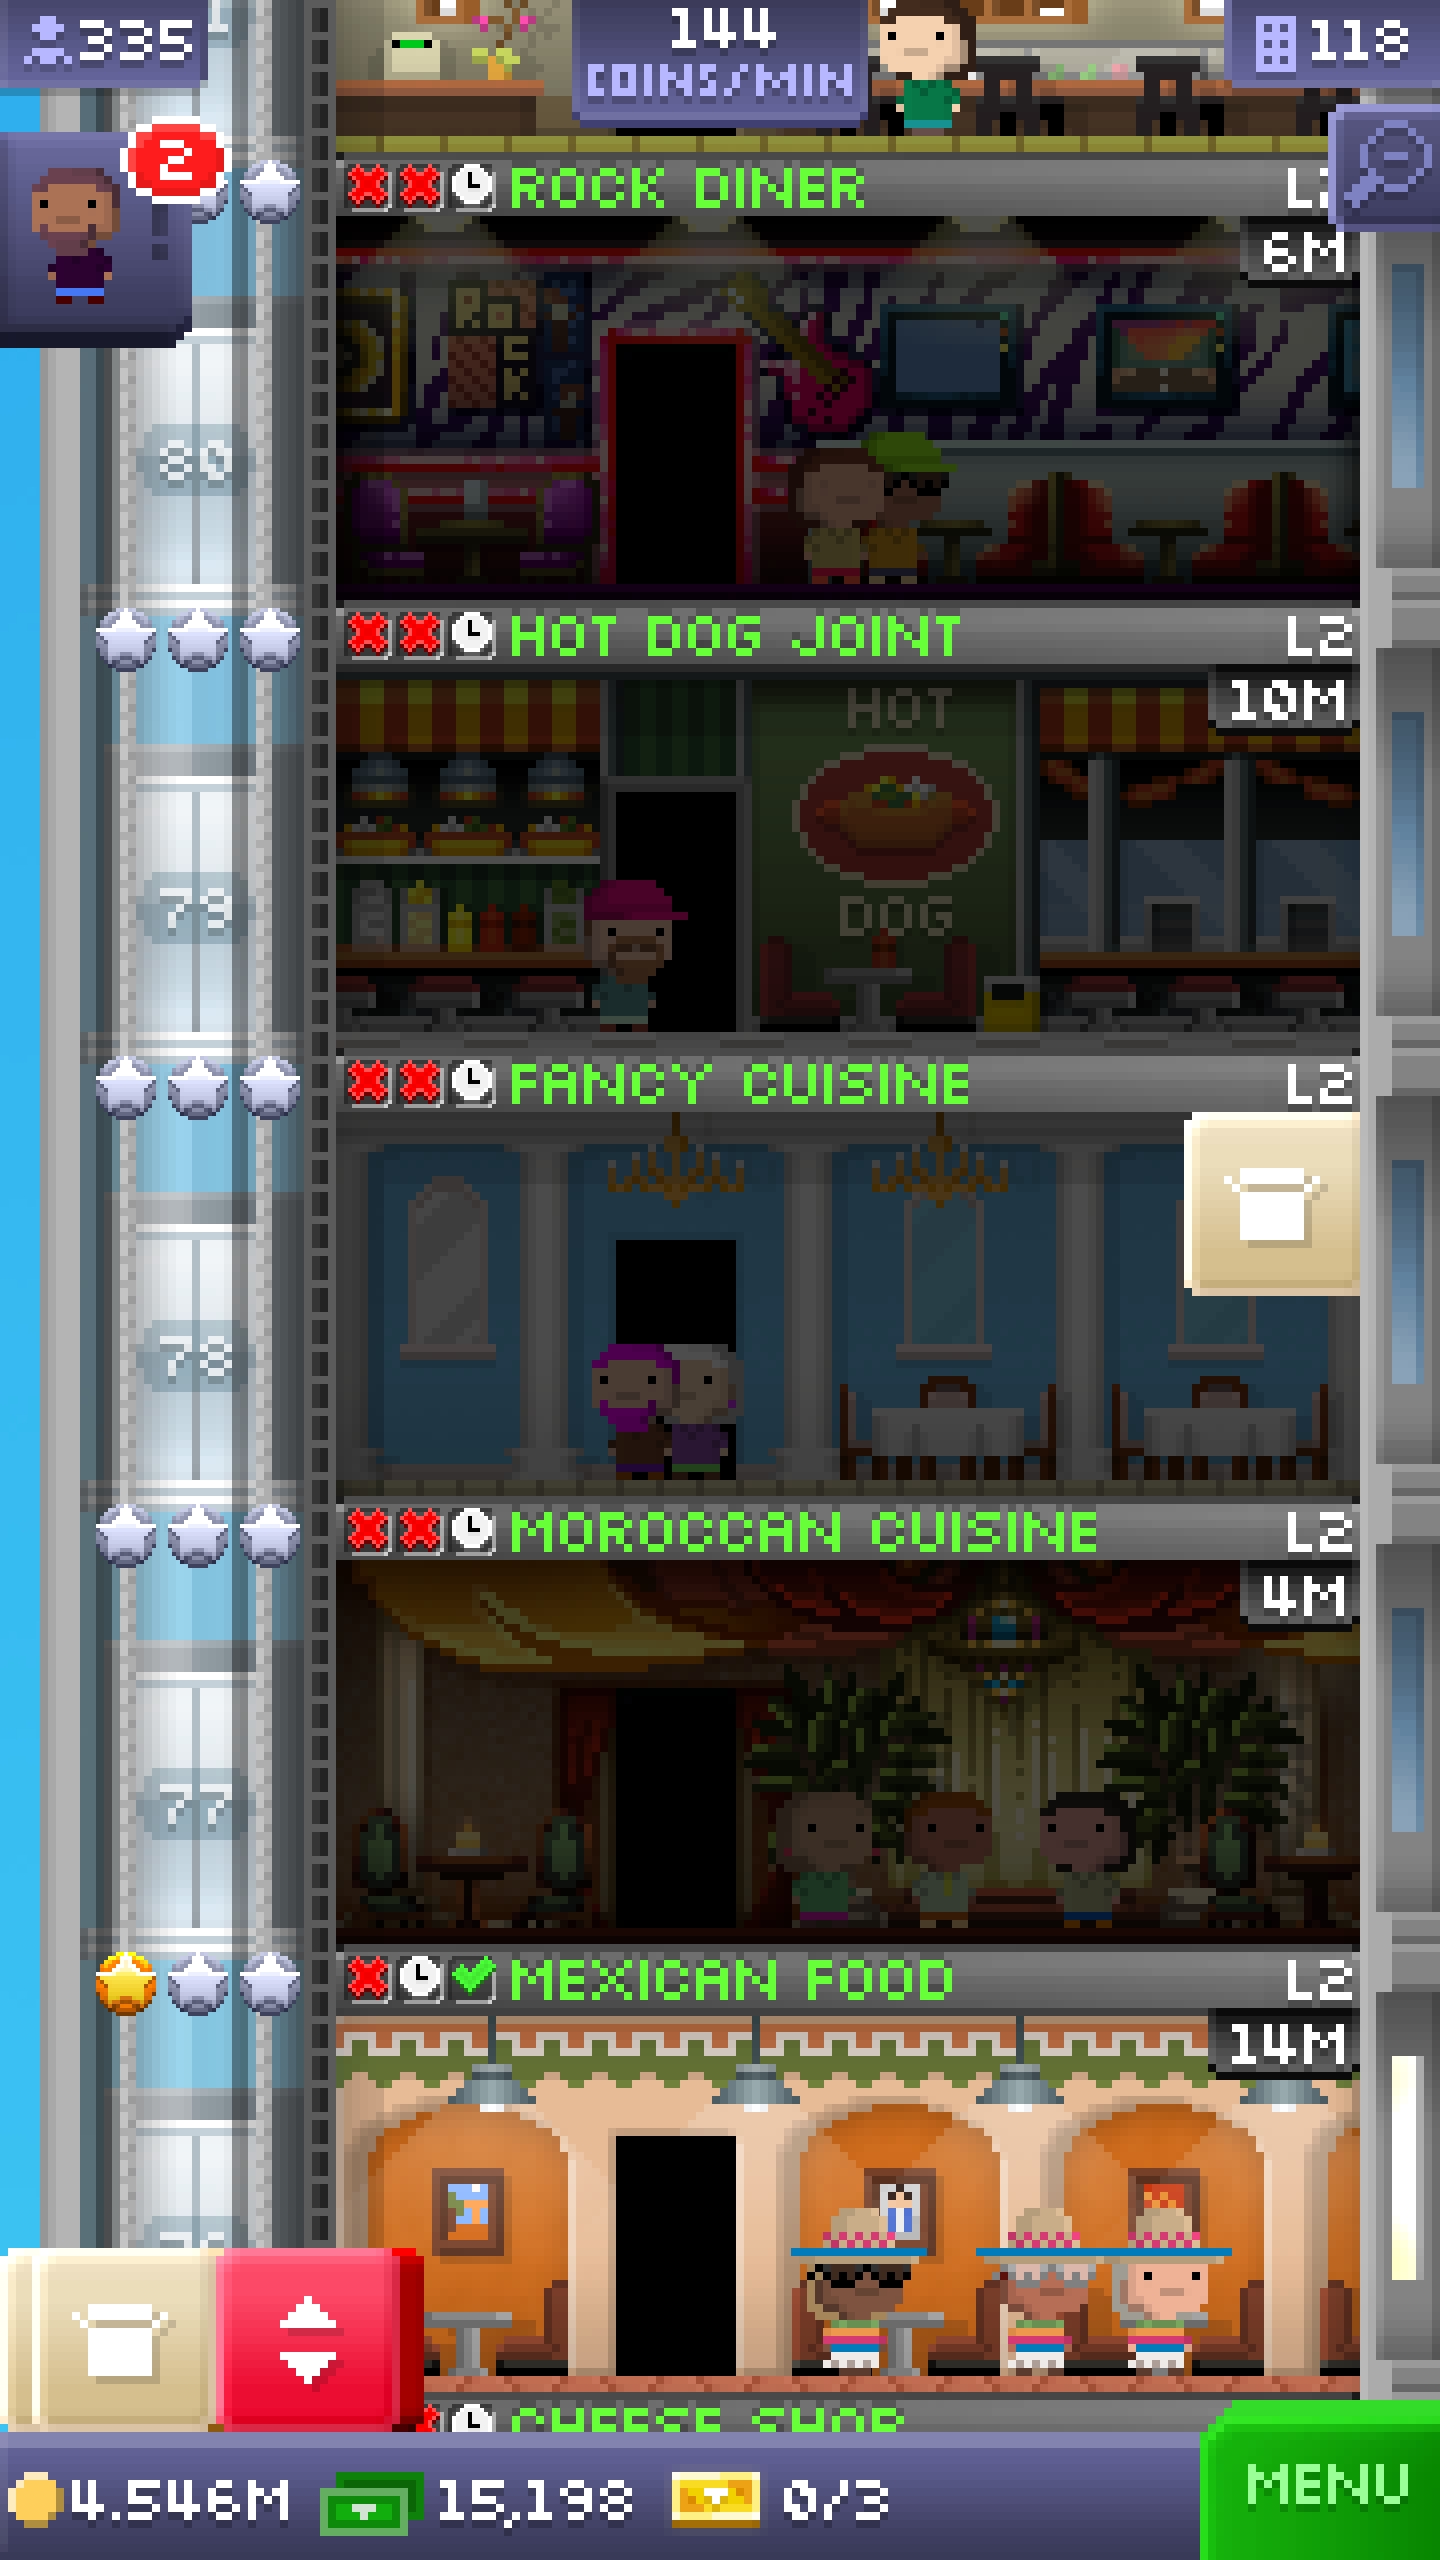 335
144
COINS/MIN
118
2
ROCK DINER
6M
Ro
CK
80
HOT DOG JOINT L2
10M
HOT
DOG
79
FANCY CUISINE L2
78
MOROCCAN CUISINE L2
4M
77
MEXICAN FOOD L2
14M
CHEESE SHOP
4.546M 15,198 0/3
MENU